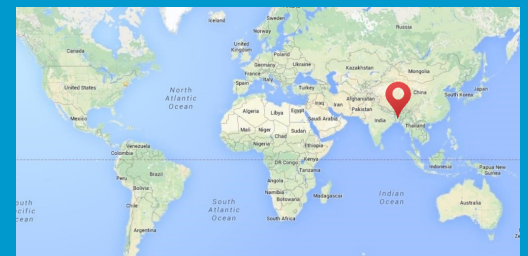 Iceland
Sweden
Norway
Russia
Canada
United Kingdom
Poland
Germany
Ukraine
France
Kazakhstan
Mongolia
Italy
Spain
Turkey
United States
North Atlantic Ocean
China
South Korea
Japan
Afghanistan
Iraq
Iran
Pakistan
Algeria
Libya
Egypt
Saudi Arabia
India
Mexico
Thailand
Mali
Niger
Sudan
Chad
Nigeria
Ethiopia
Venezuela
Colombia
DR Congo
Kenya
Indonesia
Papua New Guinea
Tanzania
Brazil
Peru
Angola
Bolivia
Namibia
Botswana
Madagascar
Indian Ocean
Australia
South Pacific Ocean
Chile
South Atlantic Ocean
South Africa
Argentina